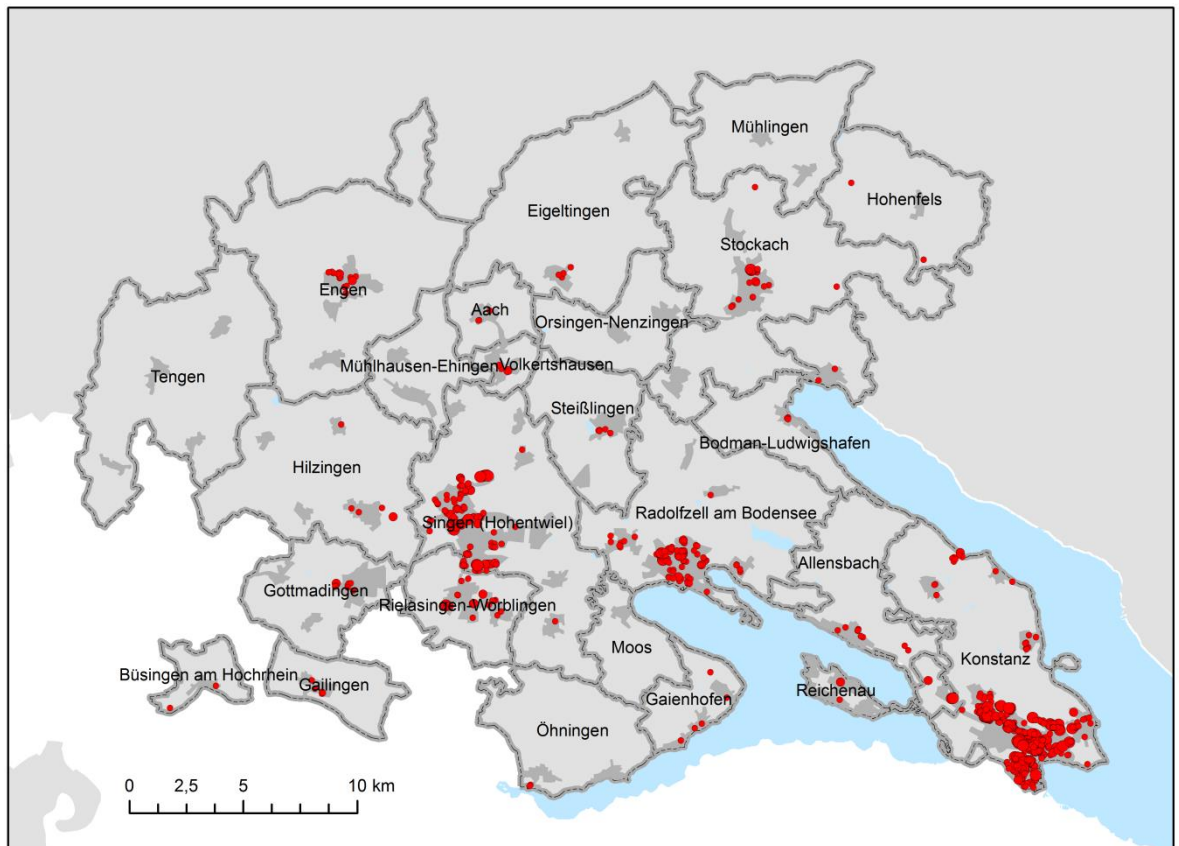 Mühlingen
Hohenfels
Eigeltingen
Stockach
Engen
Aach
Orsingen-Nenzingen
Mühlhausen-Ehingen
Volkertshausen
Tengen
Steißlingen
Bodman-Ludwigshafen
Hilzingen
Singen (Hohentwiel)
Radolfzell am Bodensee
Allensbach
Gottmadingen
Rielasingen-Worblingen
Moos
Konstanz
Büsingen am Hochrhein
Gailingen
Gaienhofen
Reichenau
Öhningen
0 2,5 5 10 km